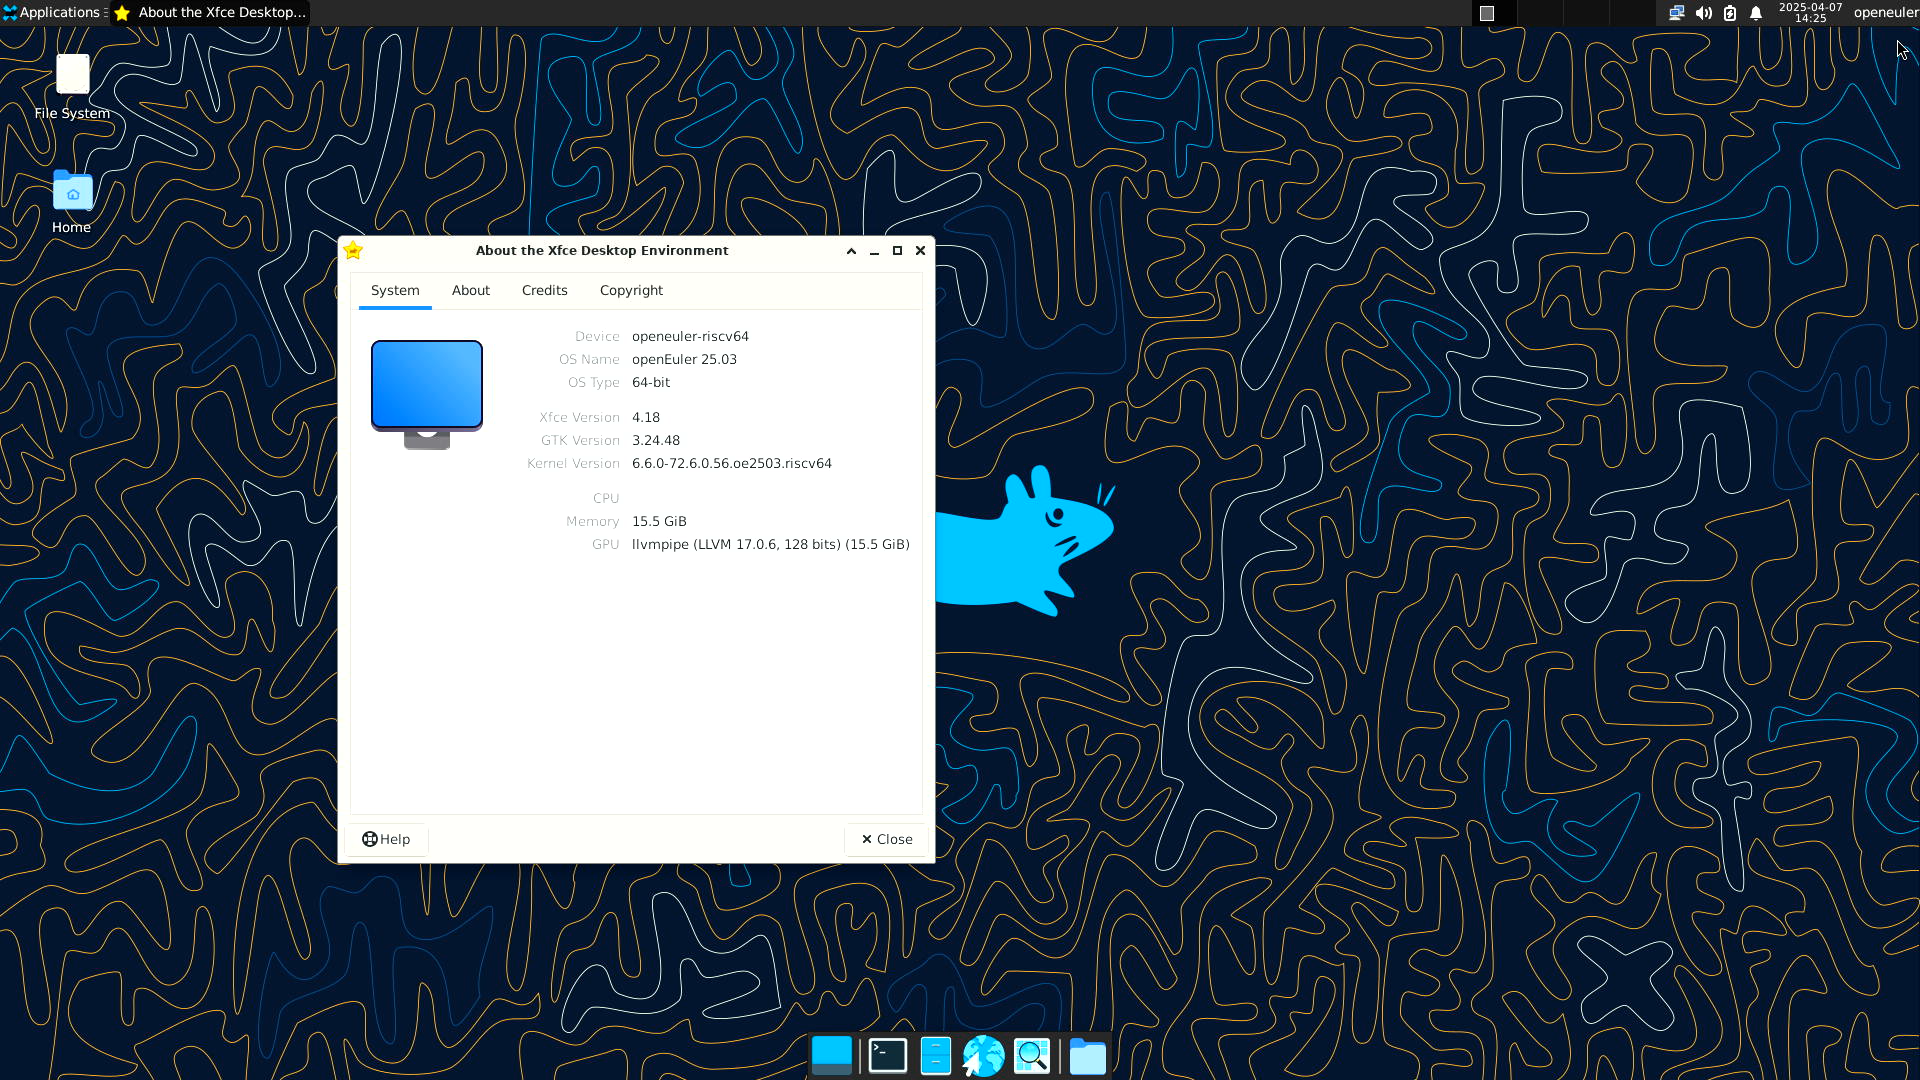 Applications
About the Xfce Desktop...
2025-04-07
14:25
openeuler
File System
Home
About the Xfce Desktop Environment
System About Credits Copyright
Device openeuler-riscv64
OS Name openEuler 25.03
OS Type 64-bit
Xfce Version 4.18
GTK Version 3.24.48
Kernel Version 6.6.0-72.6.0.56.oe2503.riscv64
CPU
Memory 15.5 GiB
GPU llvmpipe (LLVM 17.0.6, 128 bits) (15.5 GiB)
Help
Close